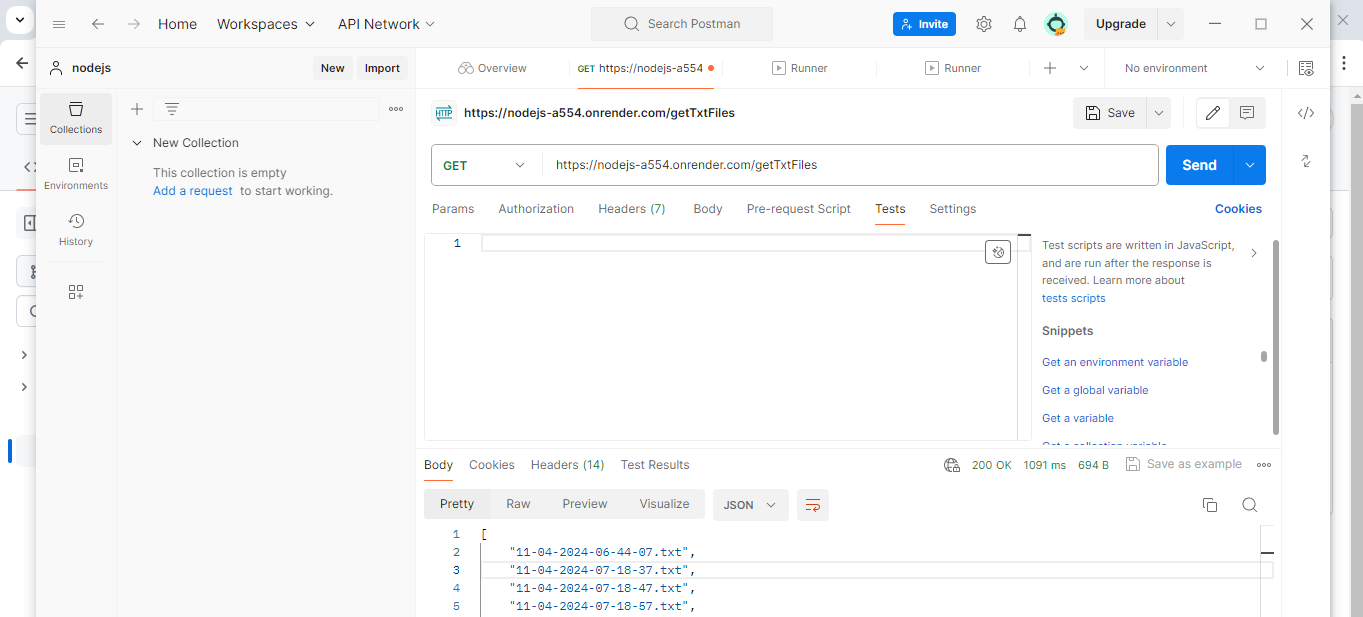 Home
Workspaces
API Network
Search Postman
Invite
Upgrade
nodejs
New
Import
Overview
GET https://nodejs-a554
Runner
Runner
No environment
Collections
Environments
History
New Collection
This collection is empty
Add a request to start working.
HTTP
https://nodejs-a554.onrender.com/getTxtFiles
Save
GET
https://nodejs-a554.onrender.com/getTxtFiles
Send
Params
Authorization
Headers (7)
Body
Pre-request Script
Tests
Settings
Cookies
1
Test scripts are written in JavaScript,
and are run after the response is
received. Learn more about
tests scripts
Snippets
Get an environment variable
Get a global variable
Get a variable
Get a collection variable
Body
Cookies
Headers (14)
Test Results
200 OK
1091 ms
694 B
Save as example
Pretty
Raw
Preview
Visualize
JSON
1 [
2 "11-04-2024-06-44-07.txt",
3 "11-04-2024-07-18-37.txt",
4 "11-04-2024-07-18-47.txt",
5 "11-04-2024-07-18-57.txt",